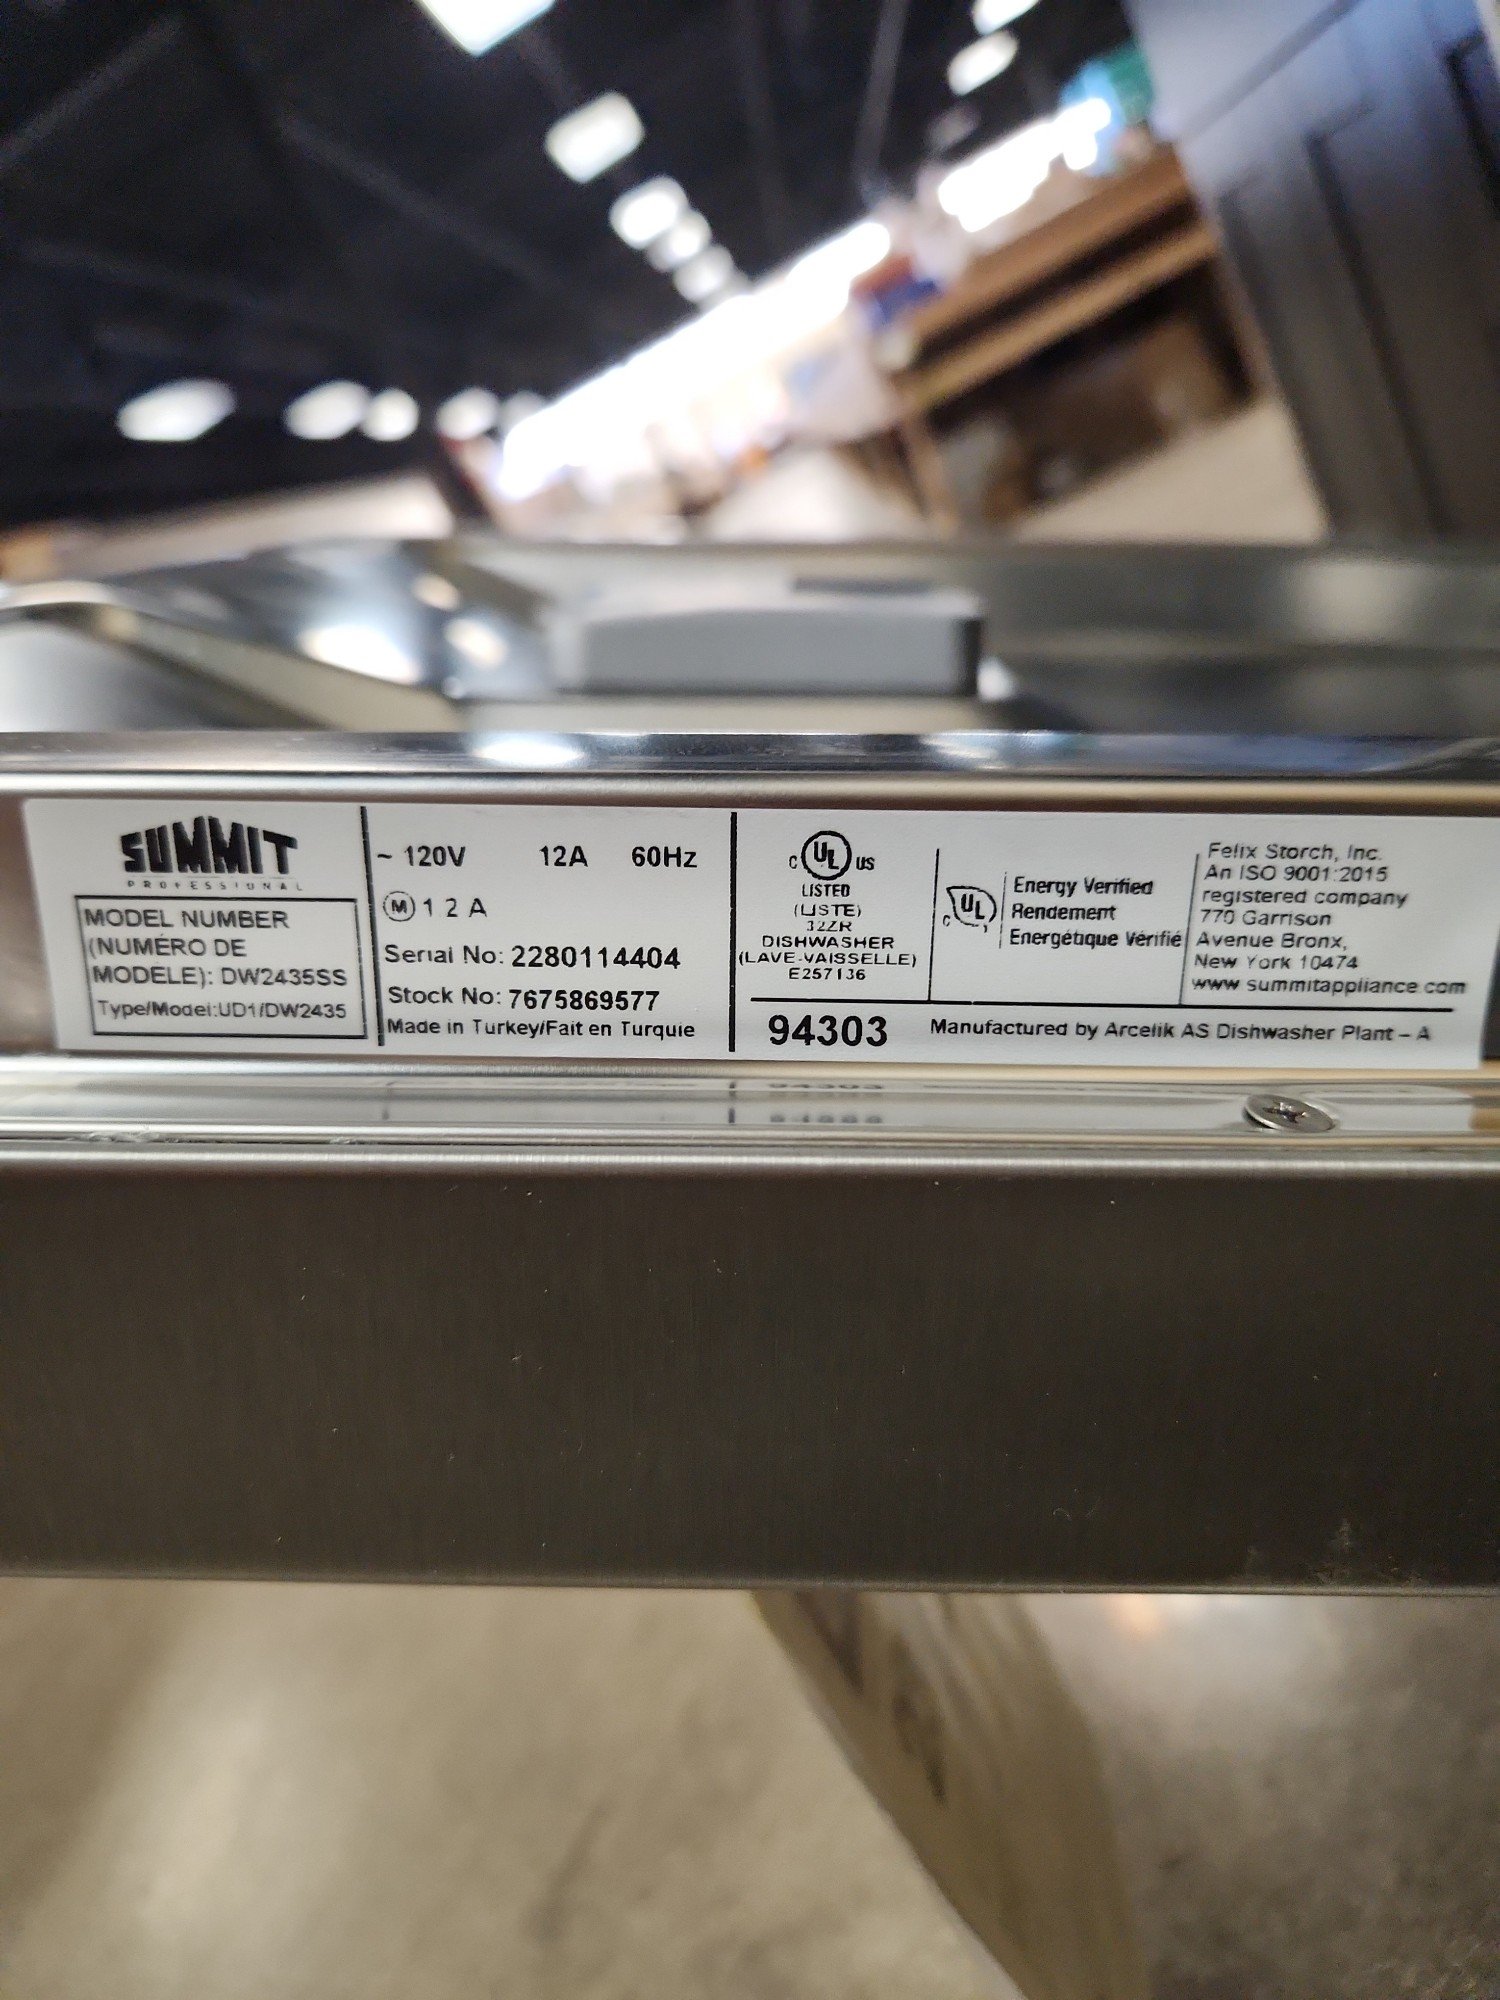 SUMMIT
PROFESSIONAL
MODEL NUMBER
(NUMÉRO DE
MODELE): DW2435SS
Type/Model:UD1/DW2435
~ 120V 12A 60Hz
M 1 2 A
Serial No: 2280114404
Stock No: 7675869577
Made in Turkey/Fait en Turquie
C UL US
LISTED
(LISTE)
32ZR
DISHWASHER
(LAVE-VAISSELLE)
E257136
C UL
Energy Verified
Rendement
Energétique Vérifié
Felix Storch, Inc.
An ISO 9001:2015
registered company
770 Garrison
Avenue Bronx,
New York 10474
www summitappliance com
94303 Manufactured by Arcelik AS Dishwasher Plant – A